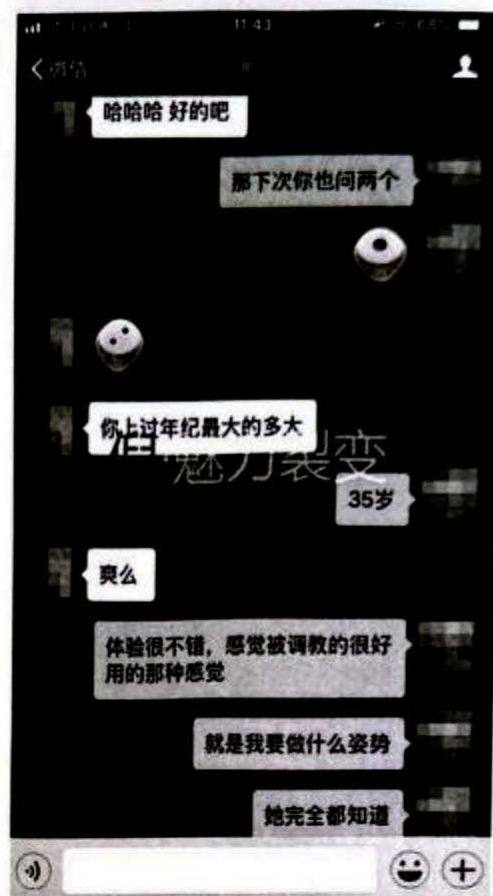 11:43
哈哈哈 好的吧
那下次你也问两个
你上过年纪最大的多大
魅力裂变
35岁
爽么
体验很不错，感觉被调教的很好
用的那种感觉
就是我要做什么姿势
她完全都知道